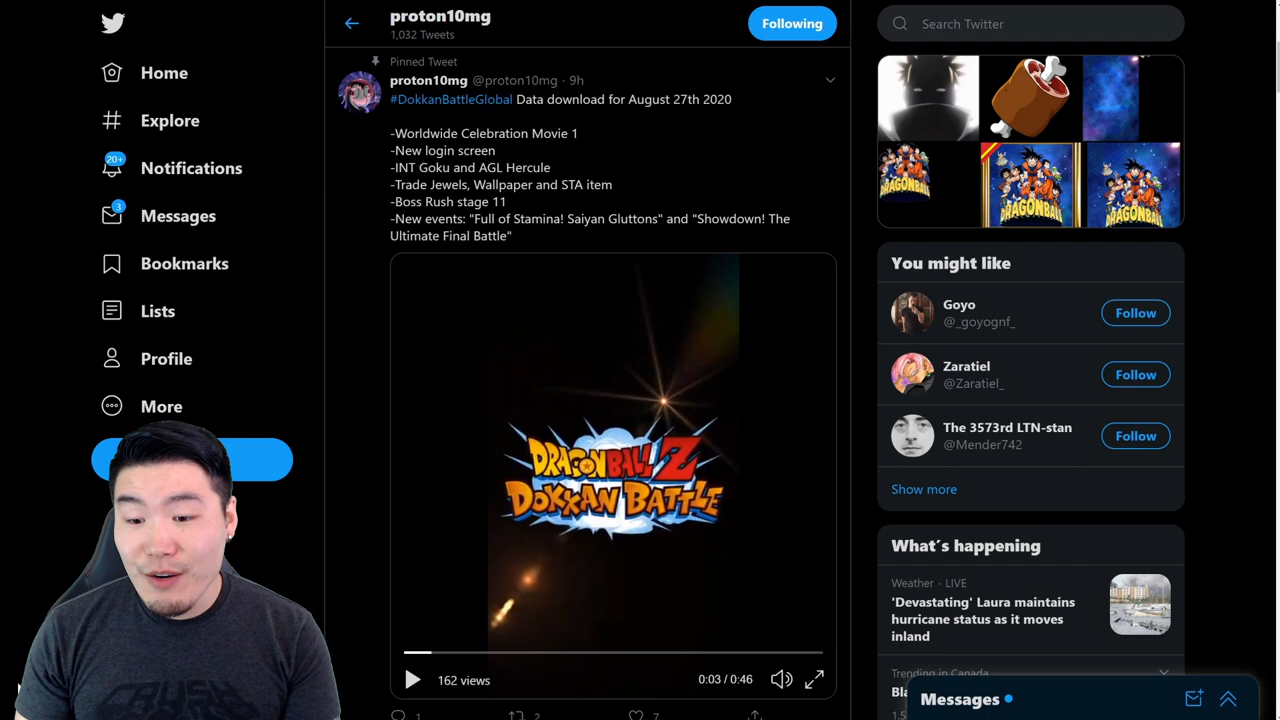 proton10mg
1,032 Tweets
Following
Search Twitter
Home
Explore
20+
Notifications
3
Messages
Bookmarks
Lists
Profile
More
Pinned Tweet
proton10mg @proton10mg · 9h
#DokkanBattleGlobal Data download for August 27th 2020
-Worldwide Celebration Movie 1
-New login screen
-INT Goku and AGL Hercule
-Trade Jewels, Wallpaper and STA item
-Boss Rush stage 11
-New events: "Full of Stamina! Saiyan Gluttons" and "Showdown! The
Ultimate Final Battle"
DRAGON BALL Z
DOKKAN BATTLE
162 views
0:03 / 0:46
1
2
7
DRAGONBALL
DRAGONBALL
DRAGONBALL
You might like
Goyo
@_goyognf_
Follow
Zaratiel
@Zaratiel_
Follow
The 3573rd LTN-stan
@Mender742
Follow
Show more
What's happening
Weather · LIVE
'Devastating' Laura maintains
hurricane status as it moves
inland
Trending in Canada
Messages